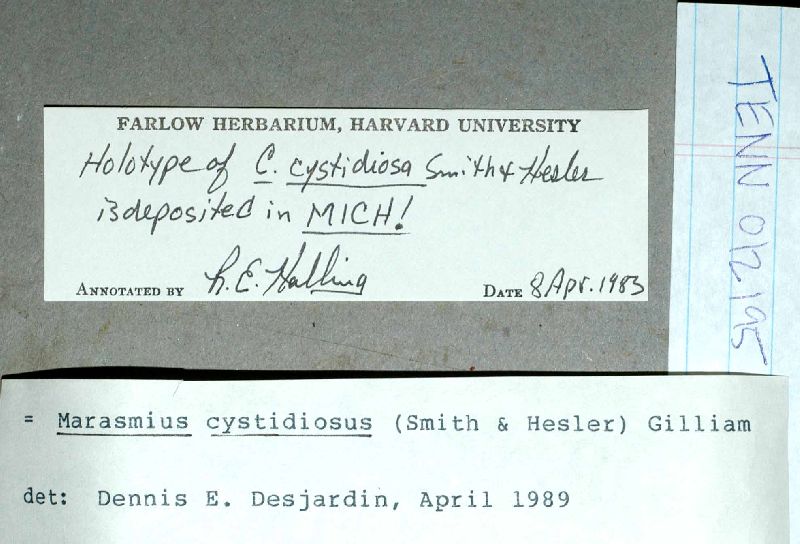 FARLOW HERBARIUM, HARVARD UNIVERSITY
Holotype of C. cystidiosa Smith & Hesler
is deposited in MICH!
ANNOTATED BY R. E. Halling DATE 8 Apr. 1983
TENN 012195
= Marasmius cystidiosus (Smith & Hesler) Gilliam
det: Dennis E. Desjardin, April 1989